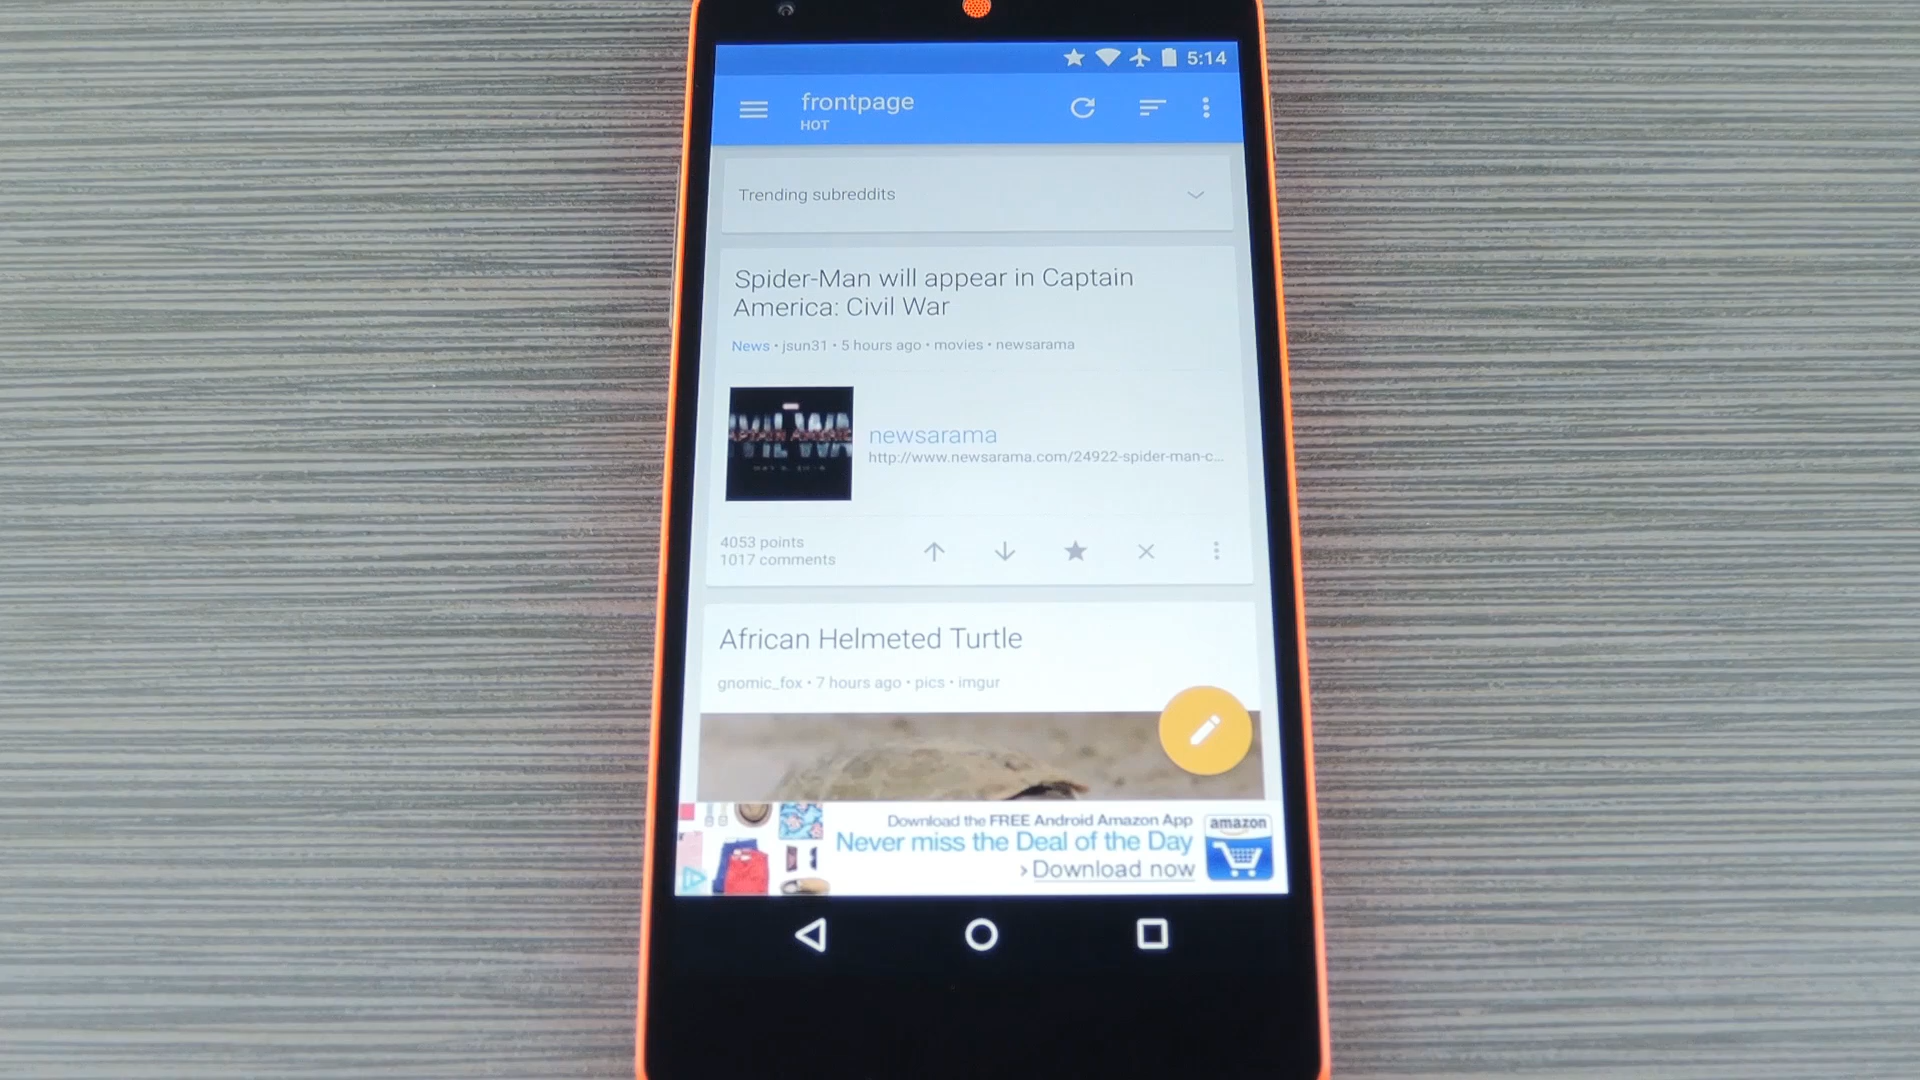 5:14
frontpage
HOT
Trending subreddits
Spider-Man will appear in Captain
America: Civil War
News • jsun31 • 5 hours ago • movies • newsarama
CAPTAIN AMERICA
newsarama
http://www.newsarama.com/24922-spider-man-c...
4053 points
1017 comments
African Helmeted Turtle
gnomic_fox • 7 hours ago • pics • imgur
Download the FREE Android Amazon App
Never miss the Deal of the Day
> Download now
amazon